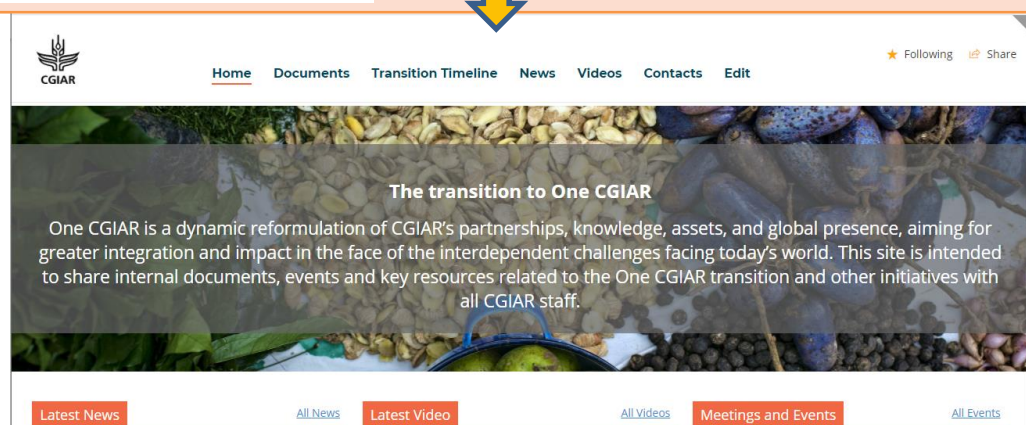 CGIAR
Home Documents Transition Timeline News Videos Contacts Edit
Following Share
The transition to One CGIAR
One CGIAR is a dynamic reformulation of CGIAR's partnerships, knowledge, assets, and global presence, aiming for
greater integration and impact in the face of the interdependent challenges facing today's world. This site is intended
to share internal documents, events and key resources related to the One CGIAR transition and other initiatives with
all CGIAR staff.
Latest News All News Latest Video All Videos Meetings and Events All Events